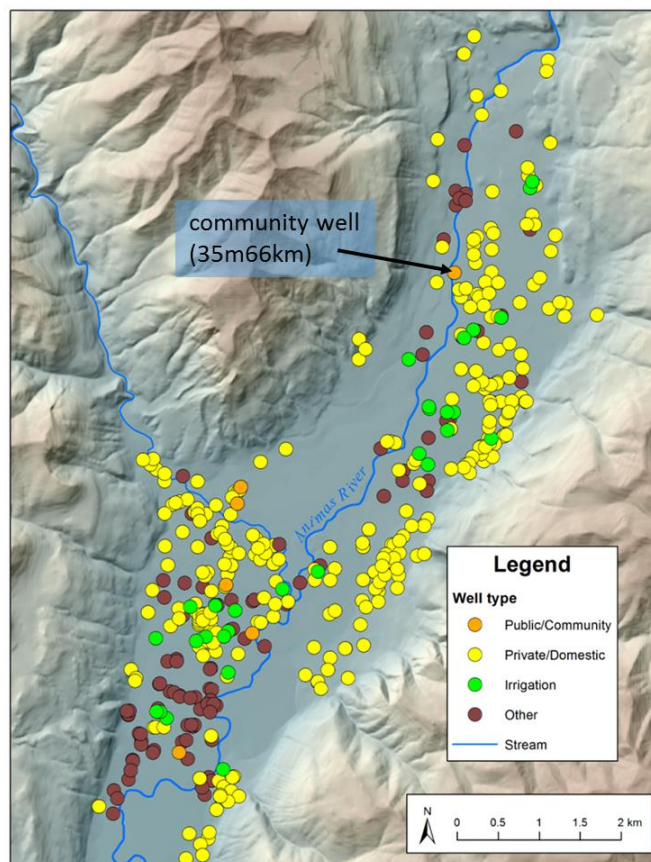 community well
(35m66km)
Animas River
Legend
Well type
Public/Community
Private/Domestic
Irrigation
Other
Stream
N
0 0.5 1 1.5 2 km